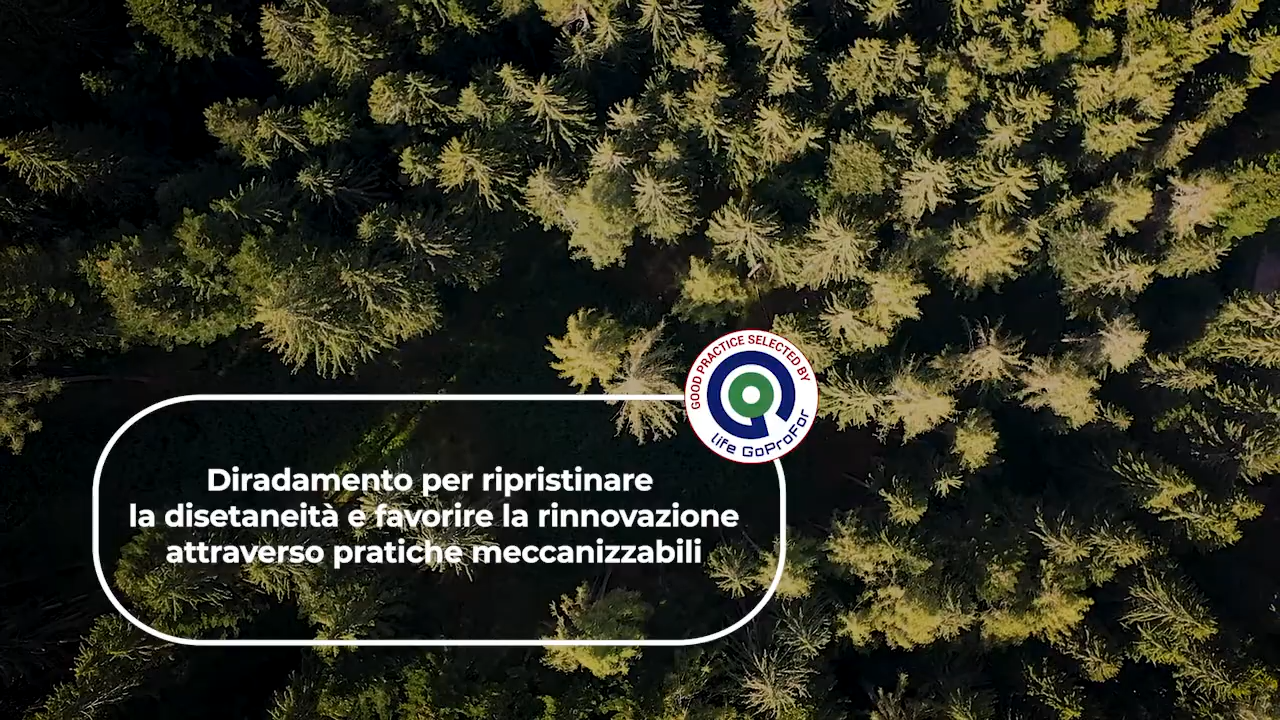 GOOD PRACTICE SELECTED BY
life GoProFor
Diradamento per ripristinare
la disetaneità e favorire la rinnovazione
attraverso pratiche meccanizzabili